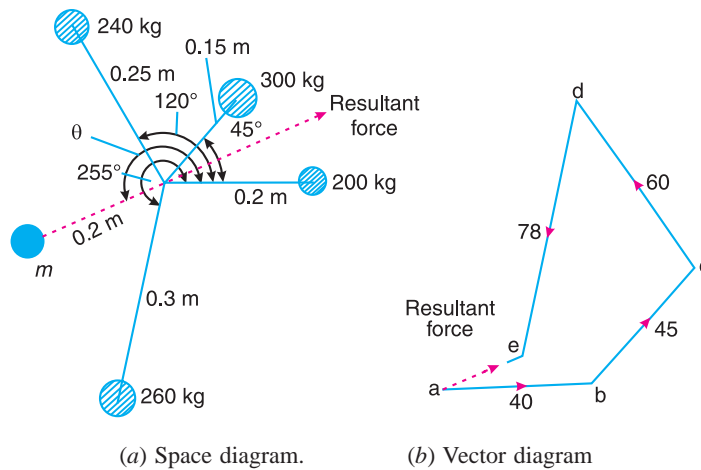 240 kg
0.15 m
0.25 m
300 kg
120°
45°
Resultant
force
θ
255°
200 kg
0.2 m
0.2 m
m
0.3 m
260 kg
(a) Space diagram.
d
60
78
c
45
Resultant
force
e
a
40
b
(b) Vector diagram